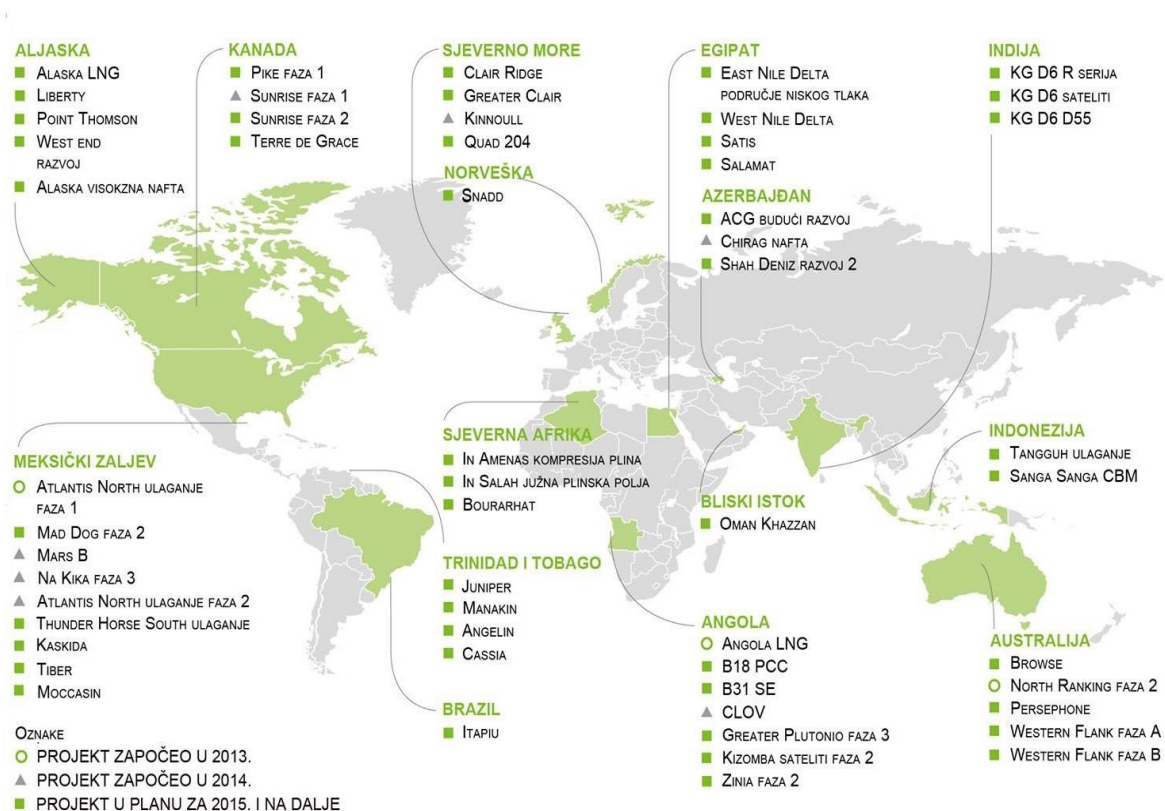 ALJASKA
ALASKA LNG
LIBERTY
POINT THOMSON
WEST END
RAZVOJ
ALASKA VISOKZNA NAFTA
KANADA
PIKE FAZA 1
SUNRISE FAZA 1
SUNRISE FAZA 2
TERRE DE GRACE
SJEVERNO MORE
CLAIR RIDGE
GREATER CLAIR
KINNOULL
QUAD 204
NORVEŠKA
SNADD
EGIPAT
EAST NILE DELTA
PODRUČJE NISKOG TLAKA
WEST NILE DELTA
SATIS
SALAMAT
AZERBAJĐAN
ACG BUDUĆI RAZVOJ
CHIRAG NAFTA
SHAH DENIZ RAZVOJ 2
INDIJA
KG D6 R SERIJA
KG D6 SATELITI
KG D6 D55
MEKSIČKI ZALJEV
ATLANTIS NORTH ULAGANJE
FAZA 1
MAD DOG FAZA 2
MARS B
NA KIKA FAZA 3
ATLANTIS NORTH ULAGANJE FAZA 2
THUNDER HORSE SOUTH ULAGANJE
KASKIDA
TIBER
MOCCASIN
SJEVERNA AFRIKA
IN AMENAS KOMPRESIJA PLINA
IN SALAH JUŽNA PLINSKA POLJA
BOURARHAT
TRINIDAD I TOBAGO
JUNIPER
MANAKIN
ANGELIN
CASSIA
BRAZIL
ITAPIU
BLISKI ISTOK
OMAN KHAZZAN
ANGOLA
ANGOLA LNG
B18 PCC
B31 SE
CLOV
GREATER PLUTONIO FAZA 3
KIZOMBA SATELITI FAZA 2
ZINIA FAZA 2
INDONEZIJA
TANGGUH ULAGANJE
SANGA SANGA CBM
AUSTRALIJA
BROWSE
NORTH RANKING FAZA 2
PERSEPHONE
WESTERN FLANK FAZA A
WESTERN FLANK FAZA B
OZNAKE
PROJEKT ZAPOČEO U 2013.
PROJEKT ZAPOČEO U 2014.
PROJEKT U PLANU ZA 2015. I NA DALJE